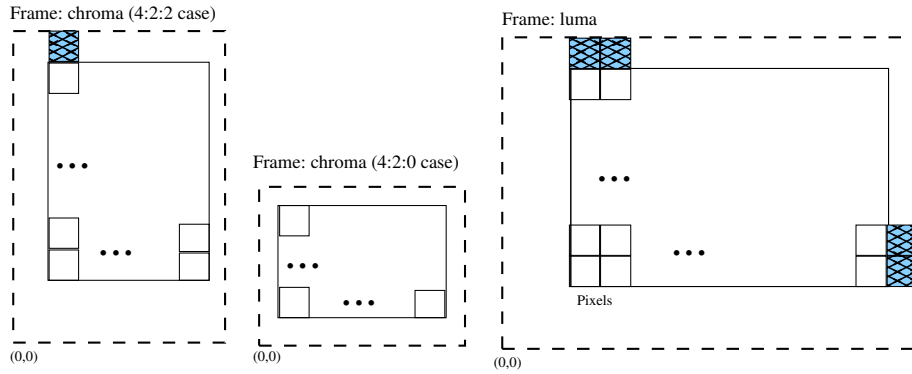 Frame: chroma (4:2:2 case)
Frame: luma
Frame: chroma (4:2:0 case)
Pixels
(0,0)
(0,0)
(0,0)